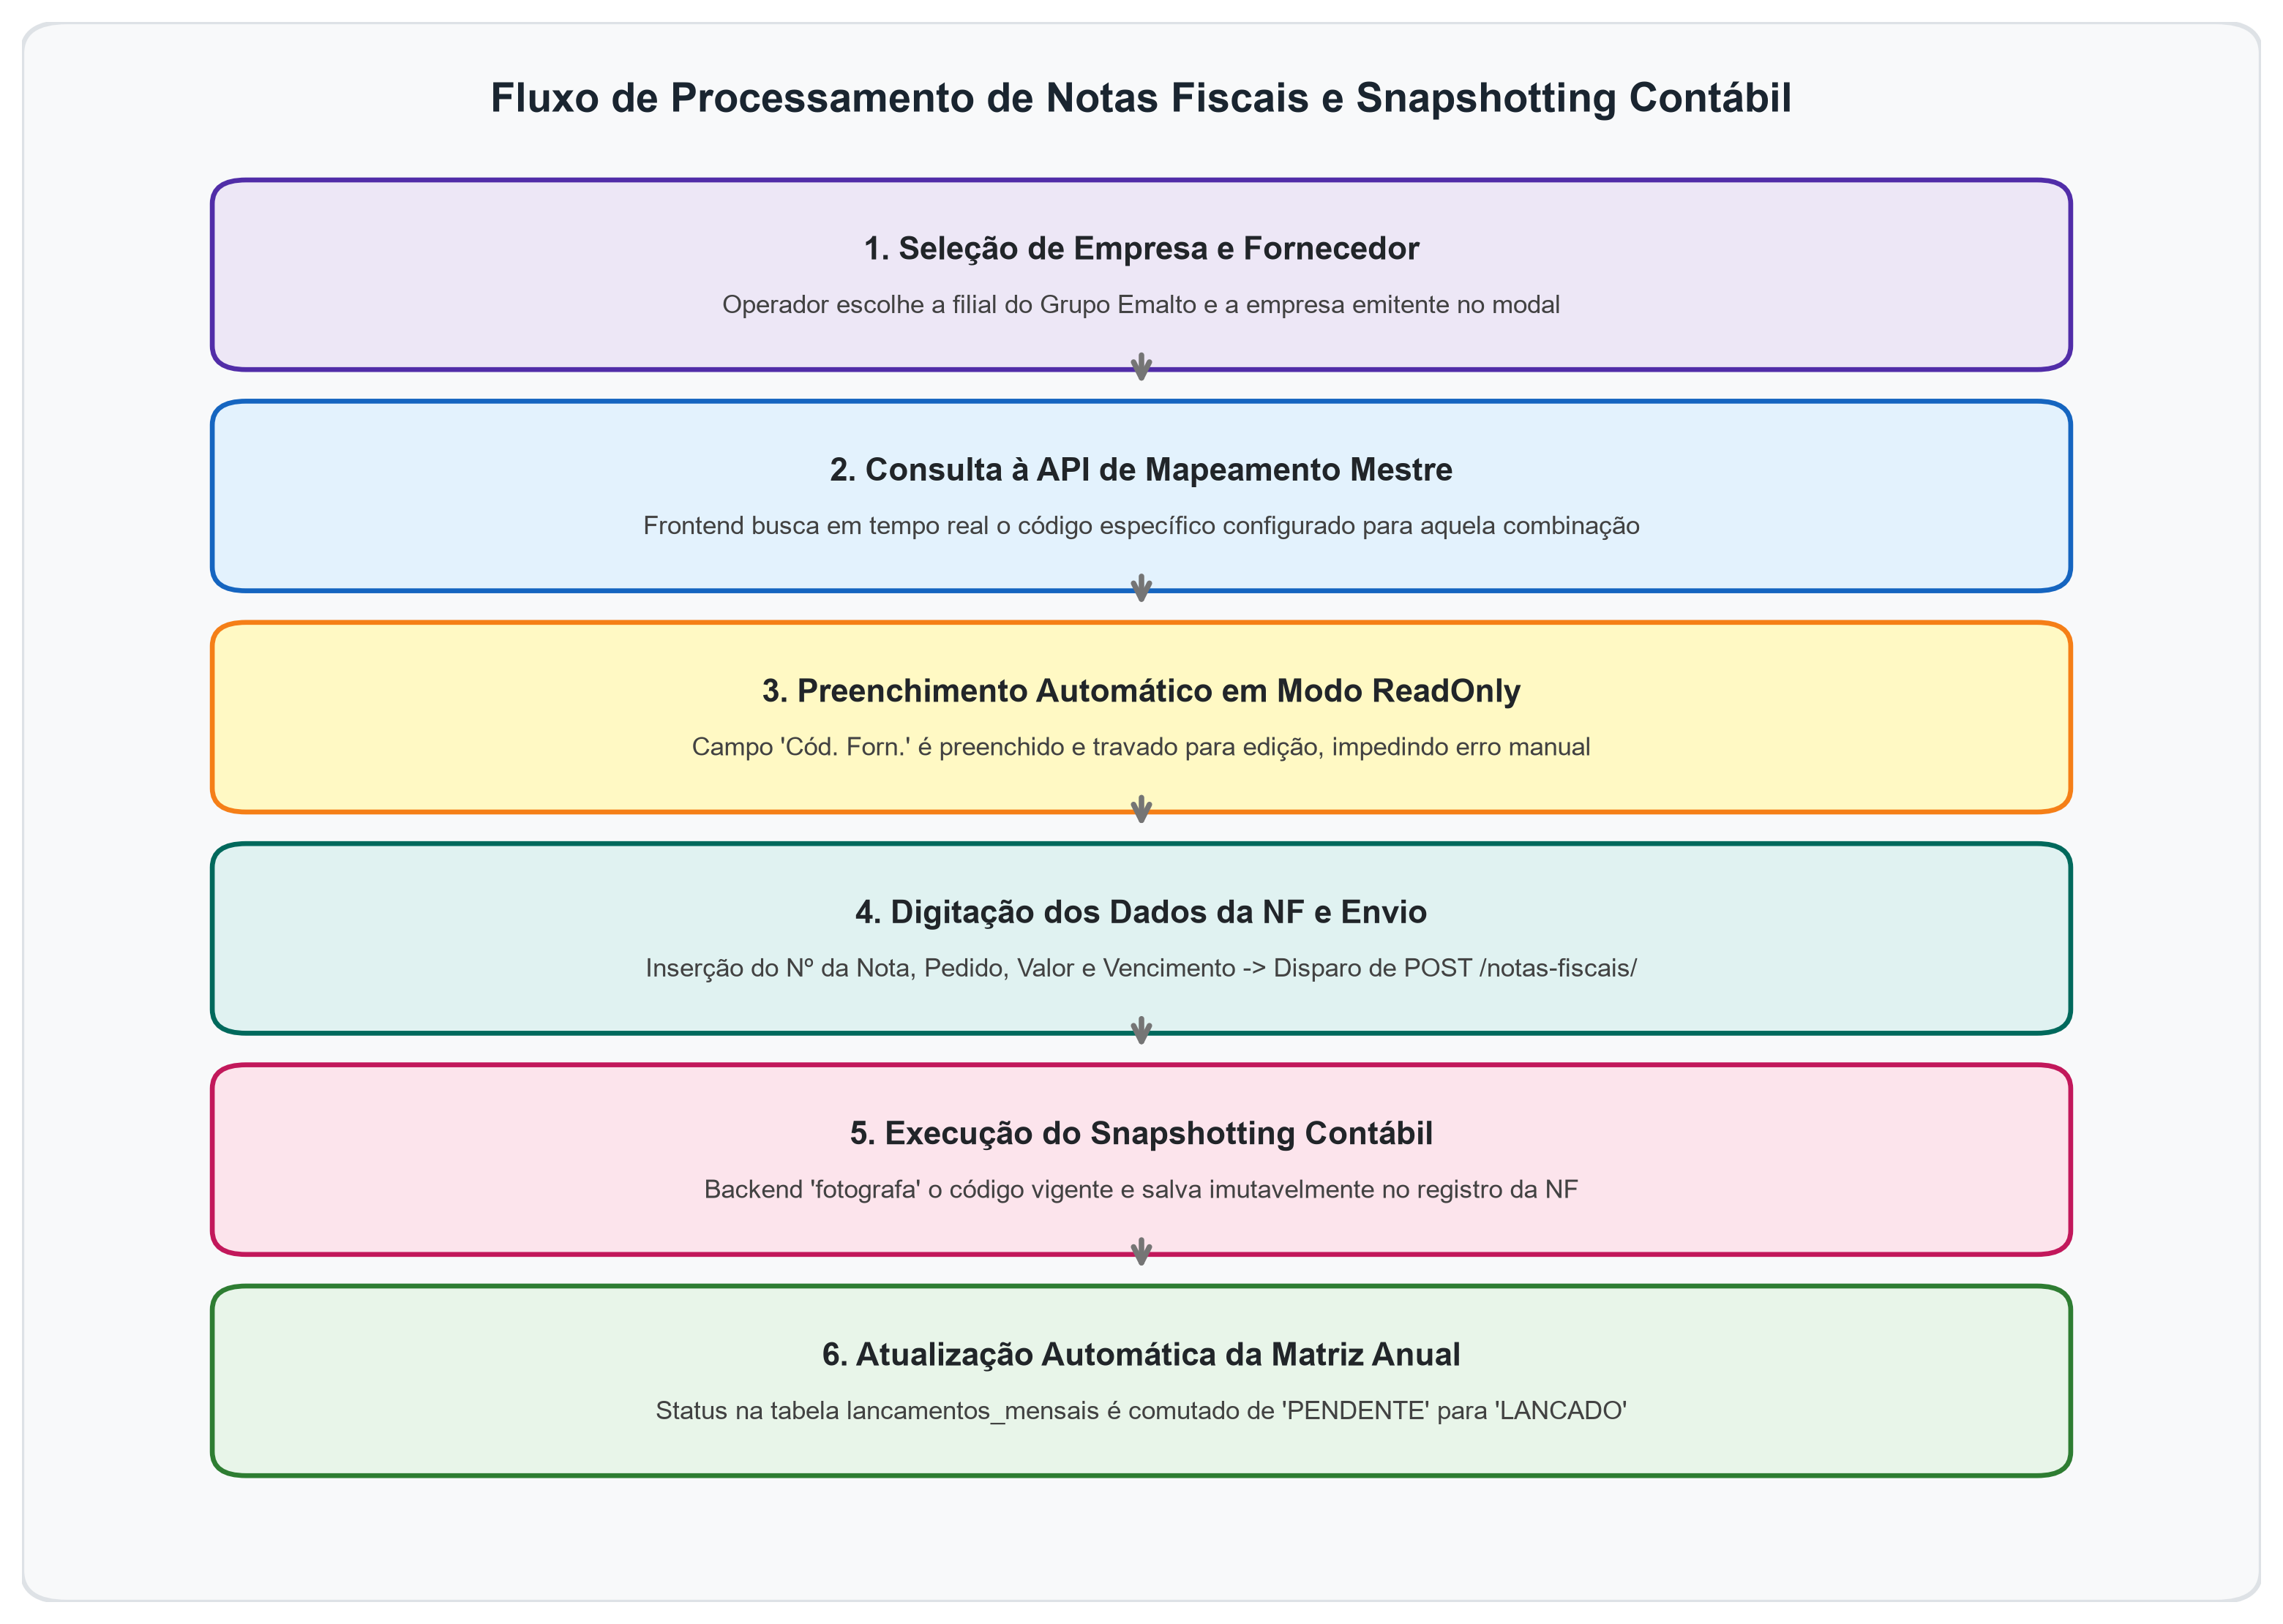 Fluxo de Processamento de Notas Fiscais e Snapshotting Contábil
1. Seleção de Empresa e Fornecedor
Operador escolhe a filial do Grupo Emalto e a empresa emitente no modal
2. Consulta à API de Mapeamento Mestre
Frontend busca em tempo real o código específico configurado para aquela combinação
3. Preenchimento Automático em Modo ReadOnly
Campo 'Cód. Forn.' é preenchido e travado para edição, impedindo erro manual
4. Digitação dos Dados da NF e Envio
Inserção do Nº da Nota, Pedido, Valor e Vencimento -> Disparo de POST /notas-fiscais/
5. Execução do Snapshotting Contábil
Backend 'fotografa' o código vigente e salva imutavelmente no registro da NF
6. Atualização Automática da Matriz Anual
Status na tabela lancamentos_mensais é comutado de 'PENDENTE' para 'LANCADO'